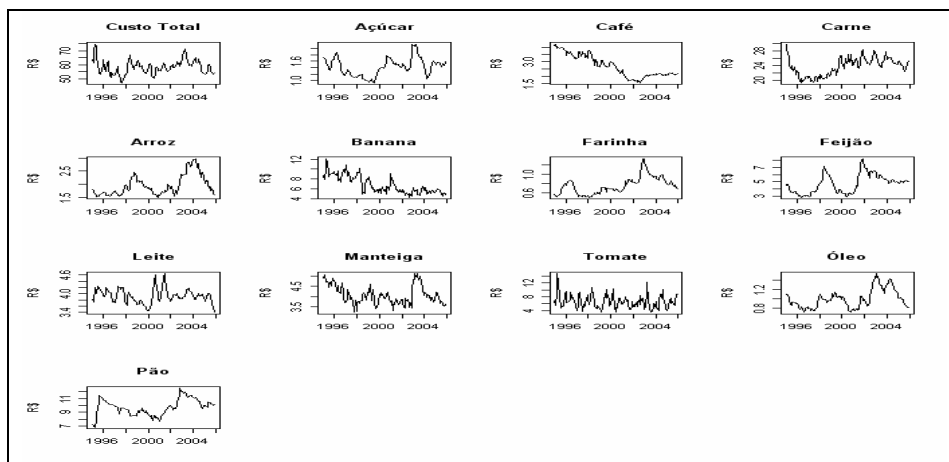 Custo Total
R$
50 60 70
1996 2000 2004
Açúcar
R$
1.0 1.6
1996 2000 2004
Café
R$
1.5 3.0
1996 2000 2004
Carne
R$
20 24 28
1996 2000 2004
Arroz
R$
1.5 2.5
1996 2000 2004
Banana
R$
4 6 8 12
1996 2000 2004
Farinha
R$
0.6 1.0
1996 2000 2004
Feijão
R$
3 5 7
1996 2000 2004
Leite
R$
3.4 4.0 4.6
1996 2000 2004
Manteiga
R$
3.5 4.5
1996 2000 2004
Tomate
R$
4 8 12
1996 2000 2004
Óleo
R$
0.8 1.2
1996 2000 2004
Pão
R$
7 9 11
1996 2000 2004